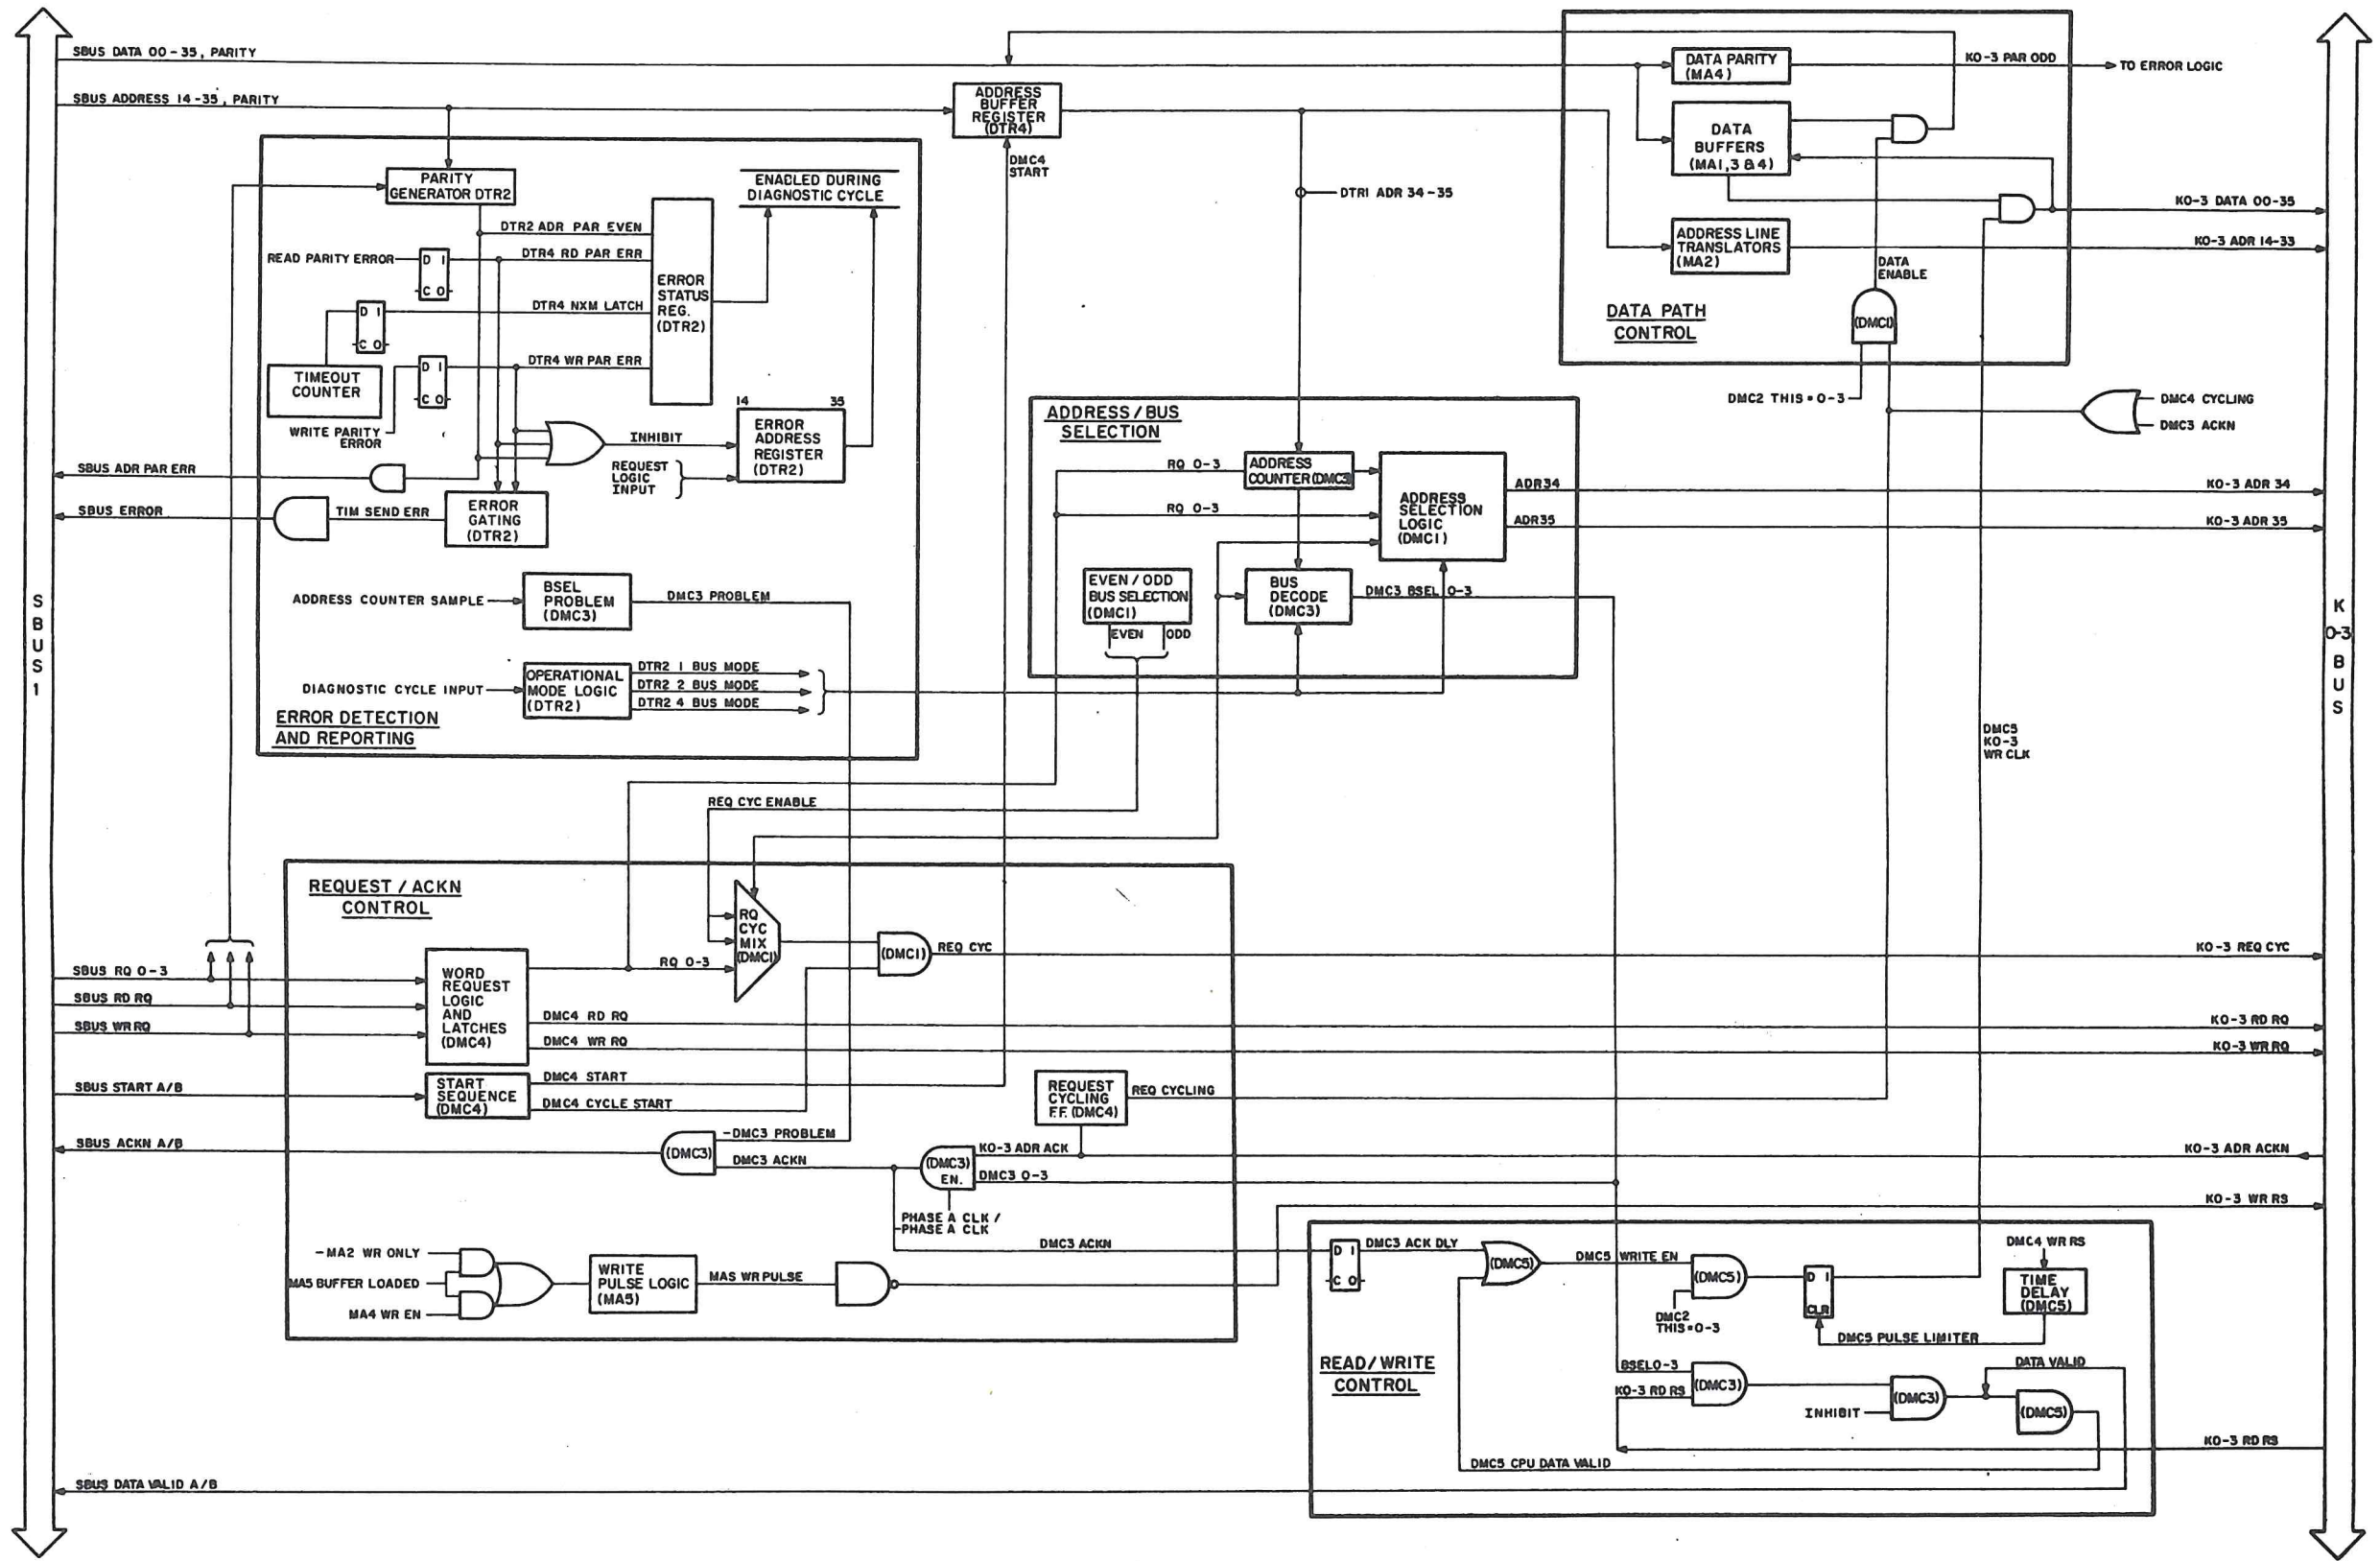 SBUS DATA 00-35, PARITY
SBUS ADDRESS 14-35, PARITY
ADDRESS
BUFFER
REGISTER
(DTR4)
DMC4
START
DATA PARITY
(MA4)
KO-3 PAR ODD
TO ERROR LOGIC
DATA
BUFFERS
(MA1,3 & 4)
DTR1 ADR 34-35
KO-3 DATA 00-35
ADDRESS LINE
TRANSLATORS
(MA2)
KO-3 ADR 14-33
DATA
ENABLE
(DMC1)
DATA PATH
CONTROL
DMC2 THIS=0-3
DMC4 CYCLING
DMC3 ACKN
PARITY
GENERATOR DTR2
ENABLED DURING
DIAGNOSTIC CYCLE
DTR2 ADR PAR EVEN
READ PARITY ERROR
D 1
C O
DTR4 RD PAR ERR
D 1
C O
DTR4 NXM LATCH
ERROR
STATUS
REG.
(DTR2)
TIMEOUT
COUNTER
D 1
C O
DTR4 WR PAR ERR
WRITE PARITY
ERROR
INHIBIT
14
35
ERROR
ADDRESS
REGISTER
(DTR2)
REQUEST
LOGIC
INPUT
SBUS ADR PAR ERR
SBUS ERROR
TIM SEND ERR
ERROR
GATING
(DTR2)
ADDRESS COUNTER SAMPLE
BSEL
PROBLEM
(DMC3)
DMC3 PROBLEM
DIAGNOSTIC CYCLE INPUT
OPERATIONAL
MODE LOGIC
(DTR2)
DTR2 1 BUS MODE
DTR2 2 BUS MODE
DTR2 4 BUS MODE
ERROR DETECTION
AND REPORTING
ADDRESS/BUS
SELECTION
RQ 0-3
ADDRESS
COUNTER (DMC3)
RQ 0-3
ADDRESS
SELECTION
LOGIC
(DMC1)
ADR34
KO-3 ADR 34
ADR35
KO-3 ADR 35
EVEN/ODD
BUS SELECTION
(DMC1)
EVEN
ODD
BUS
DECODE
(DMC3)
DMC3 BSEL 0-3
S
B
U
S
1
K
0-3
B
U
S
DMC5
KO-3
WR CLK
REQ CYC ENABLE
REQUEST / ACKN
CONTROL
RQ
CYC
MIX
(DMC1)
RQ 0-3
(DMC1)
REQ CYC
KO-3 REQ CYC
SBUS RQ 0-3
SBUS RD RQ
SBUS WR RQ
WORD
REQUEST
LOGIC
AND
LATCHES
(DMC4)
DMC4 RD RQ
KO-3 RD RQ
DMC4 WR RQ
KO-3 WR RQ
SBUS START A/B
START
SEQUENCE
(DMC4)
DMC4 START
DMC4 CYCLE START
REQUEST
CYCLING
F.F. (DMC4)
REQ CYCLING
SBUS ACKN A/B
(DMC3)
-DMC3 PROBLEM
DMC3 ACKN
(DMC3)
EN.
KO-3 ADR ACK
DMC3 0-3
KO-3 ADR ACKN
PHASE A CLK /
-PHASE A CLK
KO-3 WR RS
-MA2 WR ONLY
MA5 BUFFER LOADED
MA4 WR EN
WRITE
PULSE LOGIC
(MA5)
MA5 WR PULSE
DMC3 ACKN
D 1
C O
DMC3 ACK DLY
(DMC5)
DMC5 WRITE EN
(DMC5)
DMC2
THIS=0-3
D 1
CLR
DMC4 WR RS
TIME
DELAY
(DMC5)
DMC5 PULSE LIMITER
READ/WRITE
CONTROL
BSEL0-3
KO-3 RD RS
(DMC3)
INHIBIT
(DMC3)
DATA VALID
(DMC5)
KO-3 RD RS
DMC5 CPU DATA VALID
SBUS DATA VALID A/B